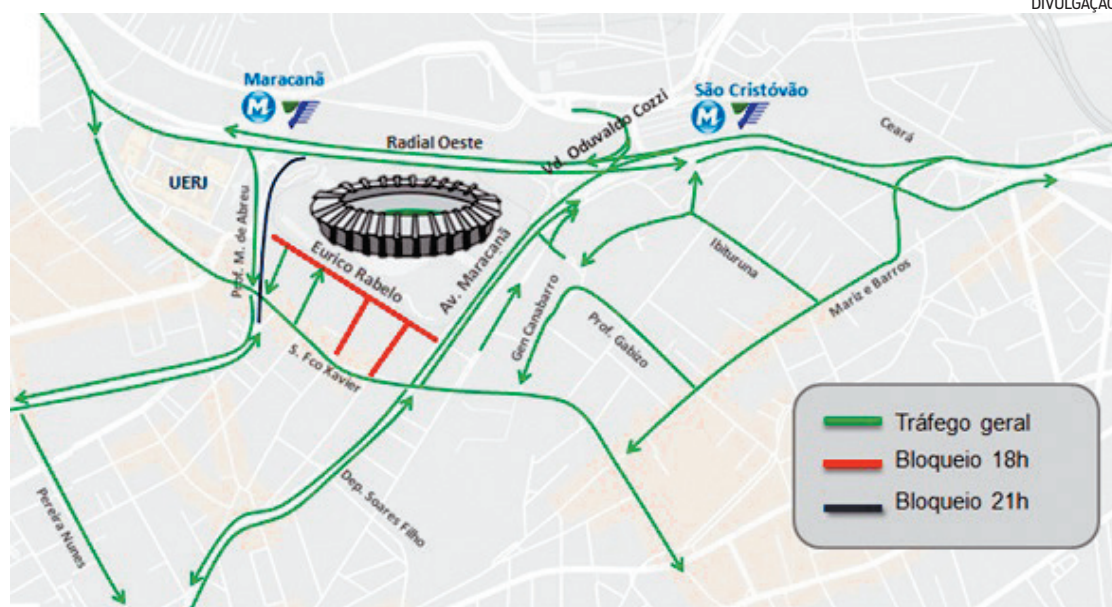 DIVULGAÇÃO
Maracanã
M
São Cristóvão
M
Vd. Oduvaldo Cozzi
Ceará
Radial Oeste
UERJ
Prof. M. de Abreu
Eurico Rabelo
Av. Maracanã
Ibituruna
Mariz e Barros
Gen Canabarro
Prof. Gabizo
S. Fco Xavier
Dep. Soares Filho
Pereira Nunes
Tráfego geral
Bloqueio 18h
Bloqueio 21h